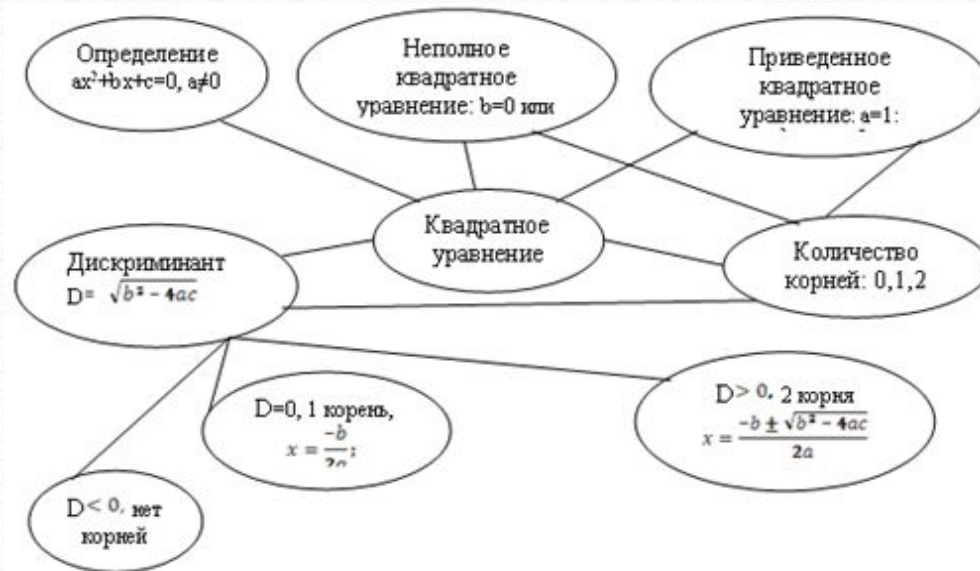 Определение
ax²+bx+c=0, a≠0
Неполное
квадратное
уравнение: b=0 или
Приведенное
квадратное
уравнение: a=1:
Квадратное
уравнение
Дискриминант
D= √(b² − 4ac)
Количество
корней: 0,1,2
D=0, 1 корень,
x = −b/2a;
D > 0, 2 корня
x = (−b ± √(b² − 4ac))/2a
D < 0, нет
корней